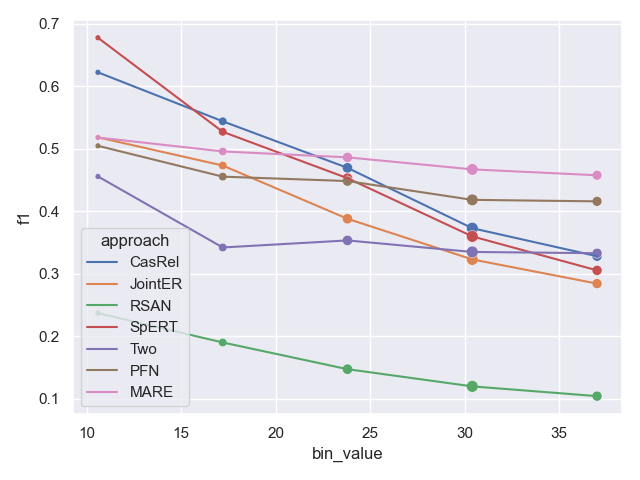 0.7
0.6
0.5
0.4
0.3
0.2
0.1
f1
approach
CasRel
JointER
RSAN
SpERT
Two
PFN
MARE
10
15
20
25
30
35
bin_value